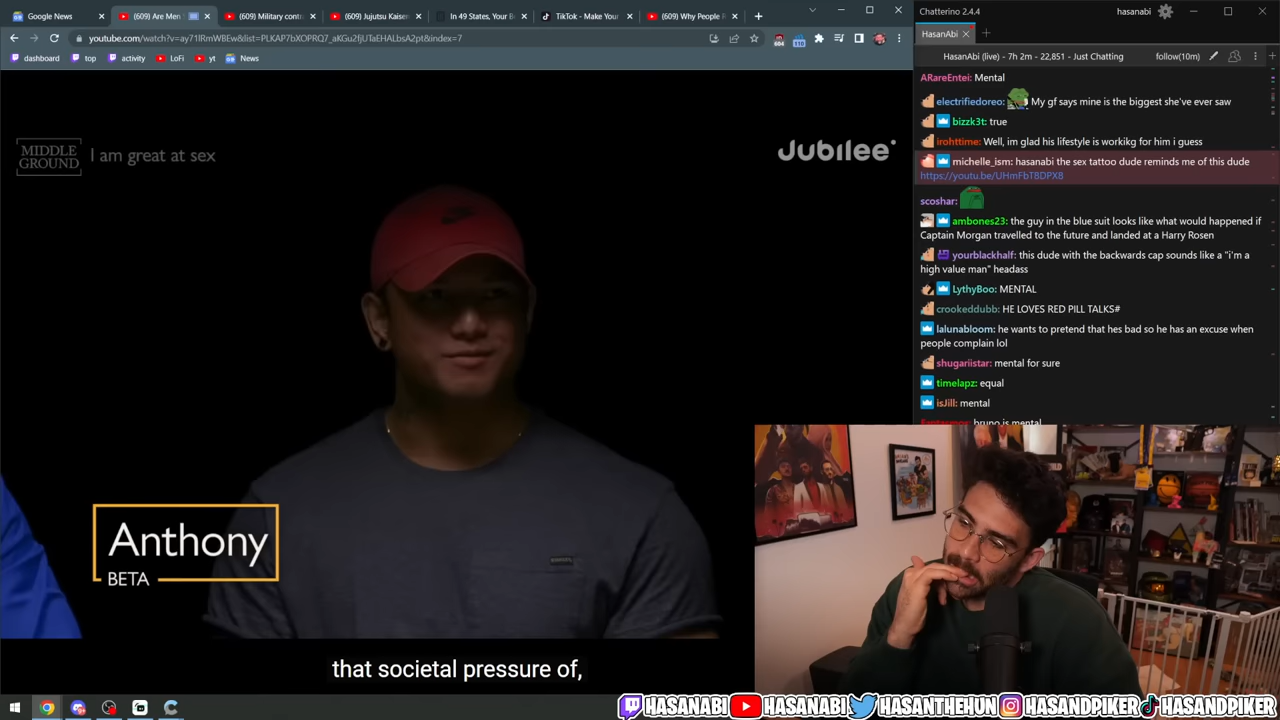 Google News
(609) Are Men
(609) Military contr
(609) Jujutsu Kaisen
In 49 States, Your B
TikTok - Make Your
(609) Why People R
youtube.com/watch?v=ay71lRmWBEw&list=PLKAP7bXOPRQ7_aKGu2fjUTaEHALbsA2pt&index=7
dashboard
top
activity
LoFi
yt
News
MIDDLE
GROUND
I am great at sex
Jubilee
Anthony
BETA
that societal pressure of,
Chatterino 2.4.4
hasanabi
HasanAbi
HasanAbi (live) - 7h 2m - 22,851 - Just Chatting
follow(10m)
ARareEntei: Mental
electrifiedoreo: My gf says mine is the biggest she've ever saw
bizzk3t: true
irohttime: Well, im glad his lifestyle is workikg for him i guess
michelle_ism: hasanabi the sex tattoo dude reminds me of this dude
https://youtu.be/UHmFbT8DPX8
scoshar:
ambones23: the guy in the blue suit looks like what would happened if
Captain Morgan travelled to the future and landed at a Harry Rosen
yourblackhalf: this dude with the backwards cap sounds like a "i'm a
high value man" headass
LythyBoo: MENTAL
crookeddubb: HE LOVES RED PILL TALKS#
lalunabloom: he wants to pretend that hes bad so he has an excuse when
people complain lol
shugariistar: mental for sure
timelapz: equal
isJill: mental
bruno is mental
HASANABI
HASANABI
HASANTHEHUN
HASANDPIKER
HASANDPIKER